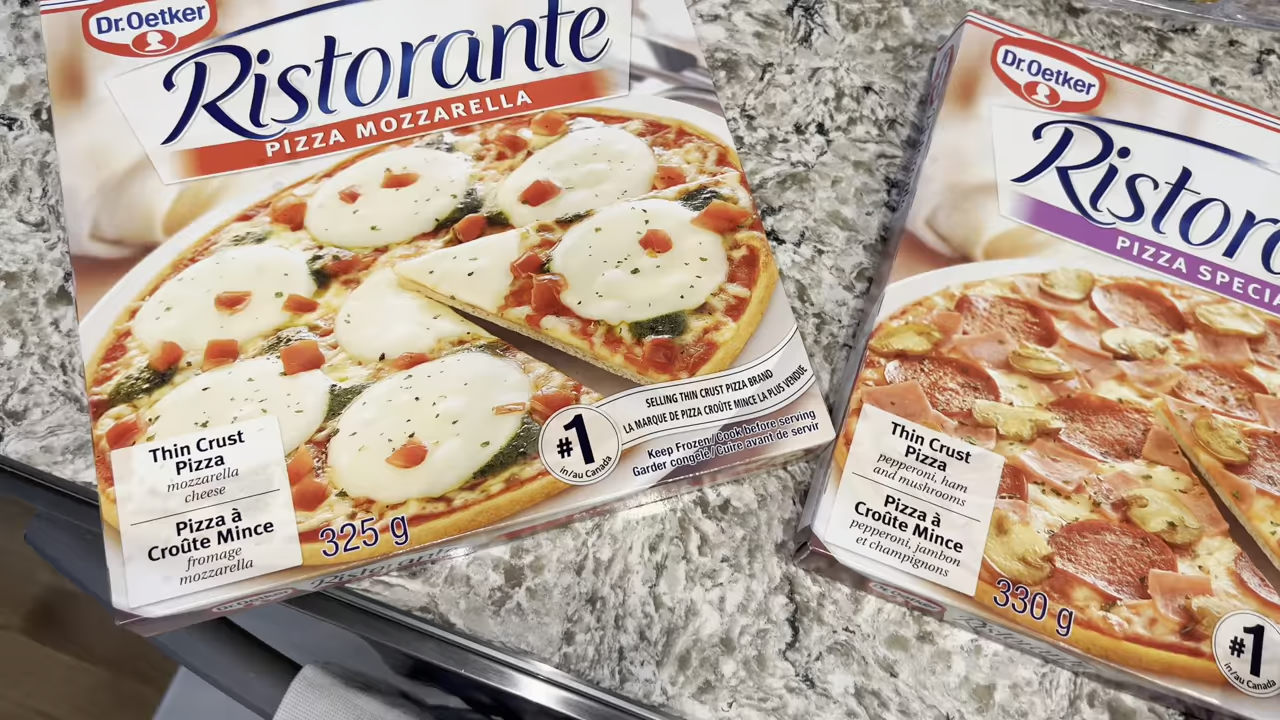 Dr.Oetker
Ristorante
PIZZA MOZZARELLA
SELLING THIN CRUST PIZZA BRAND
LA MARQUE DE PIZZA CROÛTE MINCE LA PLUS VENDUE
#1
in/au Canada
Keep Frozen/Cook before serving
Garder congelé/Cuire avant de servir
Thin Crust
Pizza
mozzarella
cheese
Pizza à
Croûte Mince
fromage
mozzarella
325 g
Dr.Oetker
Ristorante
Dr.Oetker
Ristor
PIZZA SPECIA
Thin Crust
Pizza
pepperoni, ham
and mushrooms
Pizza à
Croûte Mince
pepperoni, jambon
et champignons
330 g
#1
in/au Canada